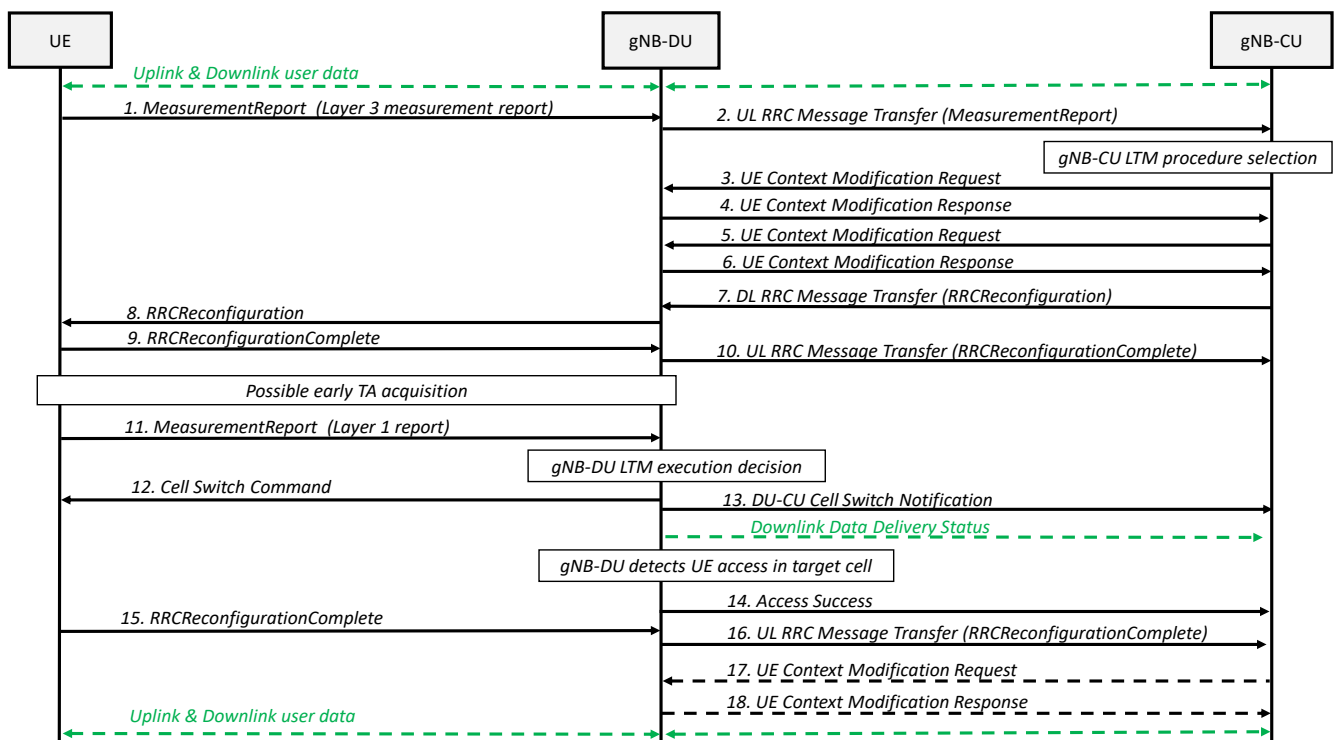 UE
gNB-DU
gNB-CU
Uplink & Downlink user data
1. MeasurementReport (Layer 3 measurement report)
2. UL RRC Message Transfer (MeasurementReport)
gNB-CU LTM procedure selection
3. UE Context Modification Request
4. UE Context Modification Response
5. UE Context Modification Request
6. UE Context Modification Response
7. DL RRC Message Transfer (RRCReconfiguration)
8. RRCReconfiguration
9. RRCReconfigurationComplete
10. UL RRC Message Transfer (RRCReconfigurationComplete)
Possible early TA acquisition
11. MeasurementReport (Layer 1 report)
gNB-DU LTM execution decision
12. Cell Switch Command
13. DU-CU Cell Switch Notification
Downlink Data Delivery Status
gNB-DU detects UE access in target cell
14. Access Success
15. RRCReconfigurationComplete
16. UL RRC Message Transfer (RRCReconfigurationComplete)
17. UE Context Modification Request
18. UE Context Modification Response
Uplink & Downlink user data